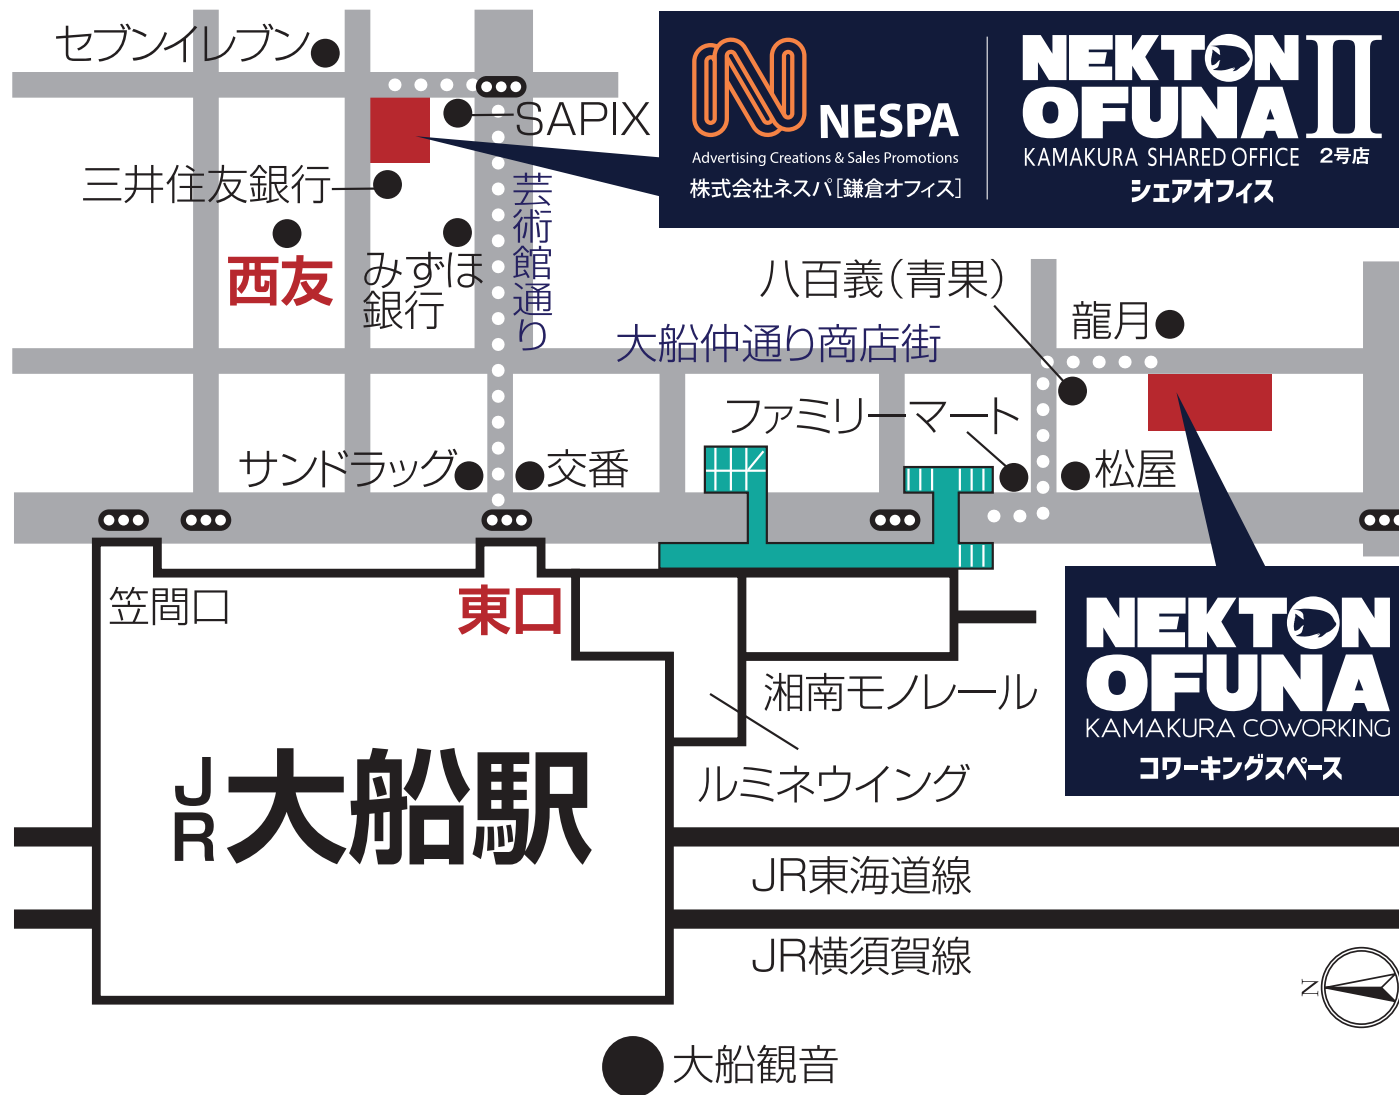 セブンイレブン
SAPIX
三井住友銀行
西友
みずほ
銀行
芸術館通り
NESPA
Advertising Creations & Sales Promotions
株式会社ネスパ[鎌倉オフィス]
NEKTON
OFUNA II
KAMAKURA SHARED OFFICE 2号店
シェアオフィス
八百義(青果)
龍月
大船仲通り商店街
ファミリーマート
サンドラッグ
交番
松屋
笠間口
東口
湘南モノレール
ルミネウイング
NEKTON
OFUNA
KAMAKURA COWORKING
コワーキングスペース
JR
大船駅
JR東海道線
JR横須賀線
N
大船観音